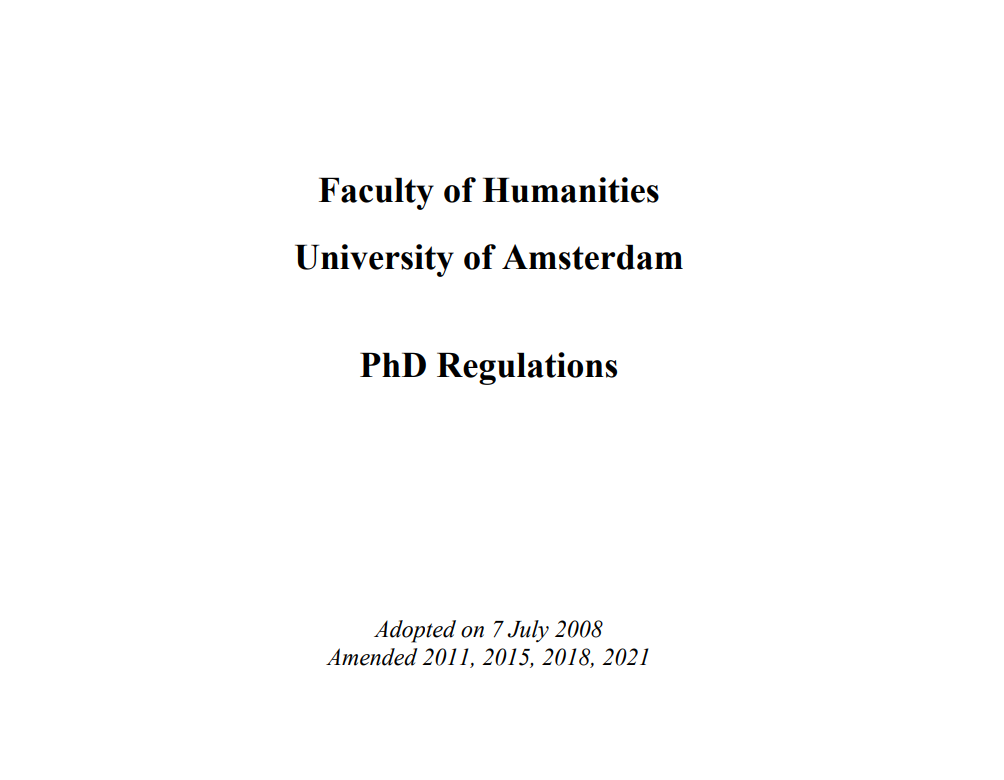 Faculty of Humanities
University of Amsterdam
PhD Regulations
Adopted on 7 July 2008
Amended 2011, 2015, 2018, 2021